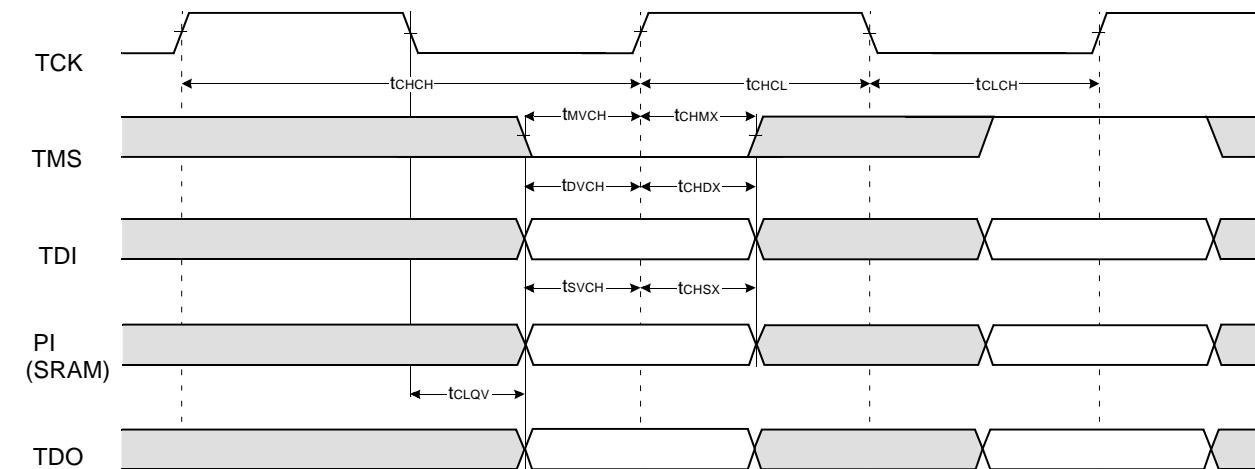 TCK
tCHCH
tCHCL
tCLCH
tMVCH
tCHMX
TMS
tDVCH
tCHDX
TDI
tSVCH
tCHSX
PI
(SRAM)
tCLQV
TDO